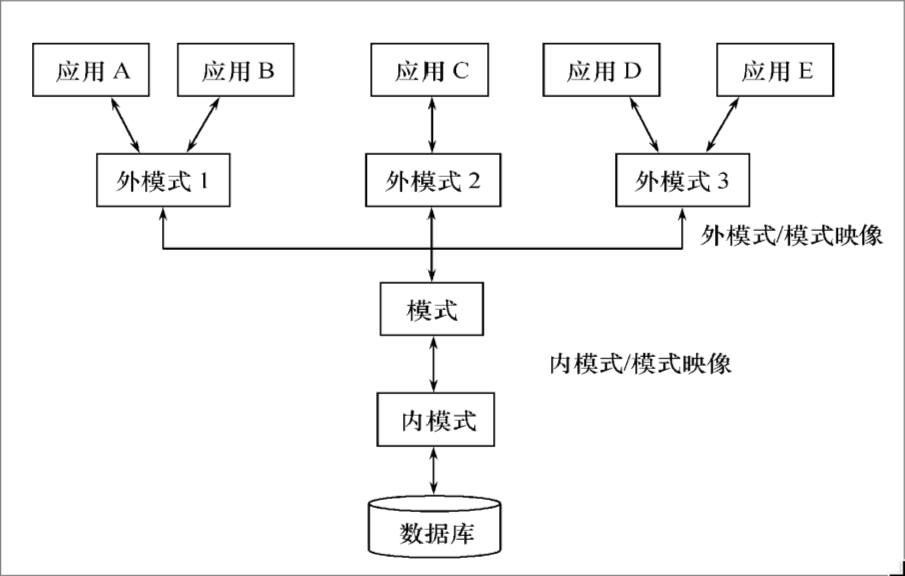 应用 A
应用 B
应用 C
应用 D
应用 E
外模式 1
外模式 2
外模式 3
外模式/模式映像
模式
内模式/模式映像
内模式
数据库